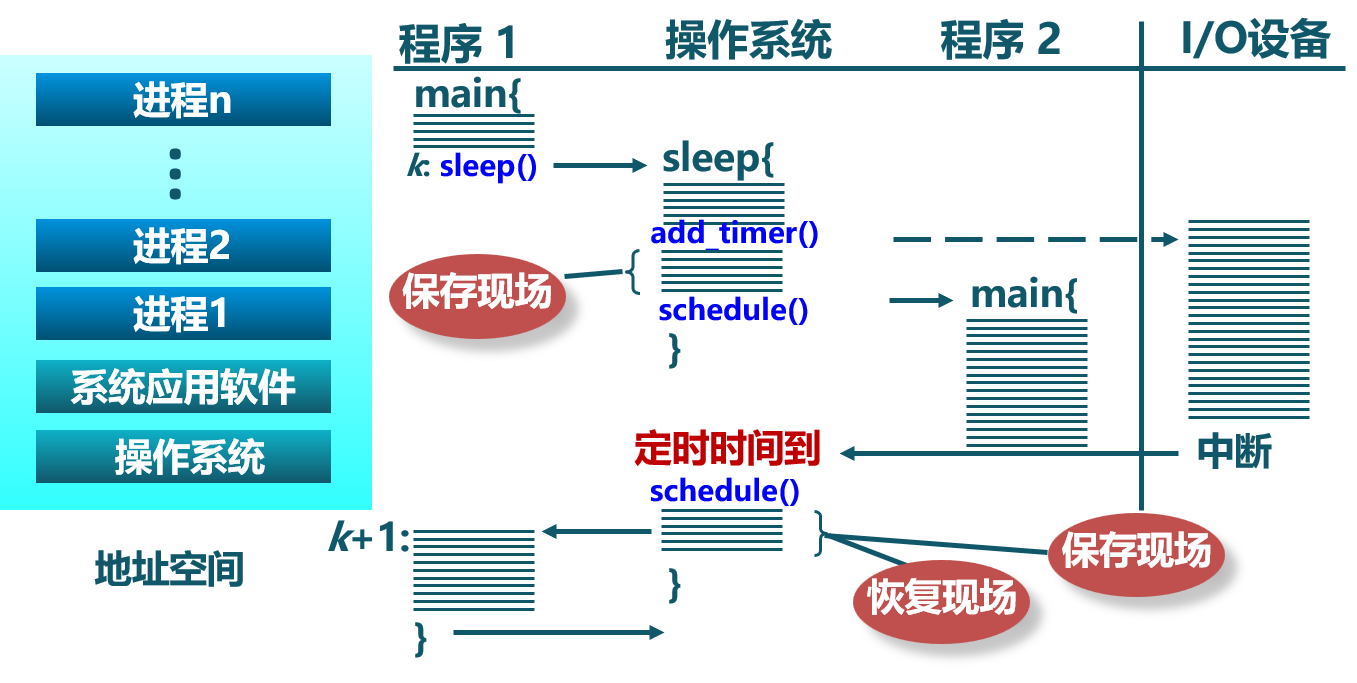 程序 1
操作系统
程序 2
I/O设备
进程n
进程2
进程1
系统应用软件
操作系统
地址空间
main{
k: sleep()
sleep{
add_timer()
保存现场
schedule()
}
main{
中断
定时时间到
schedule()
k+1:
}
保存现场
恢复现场
}